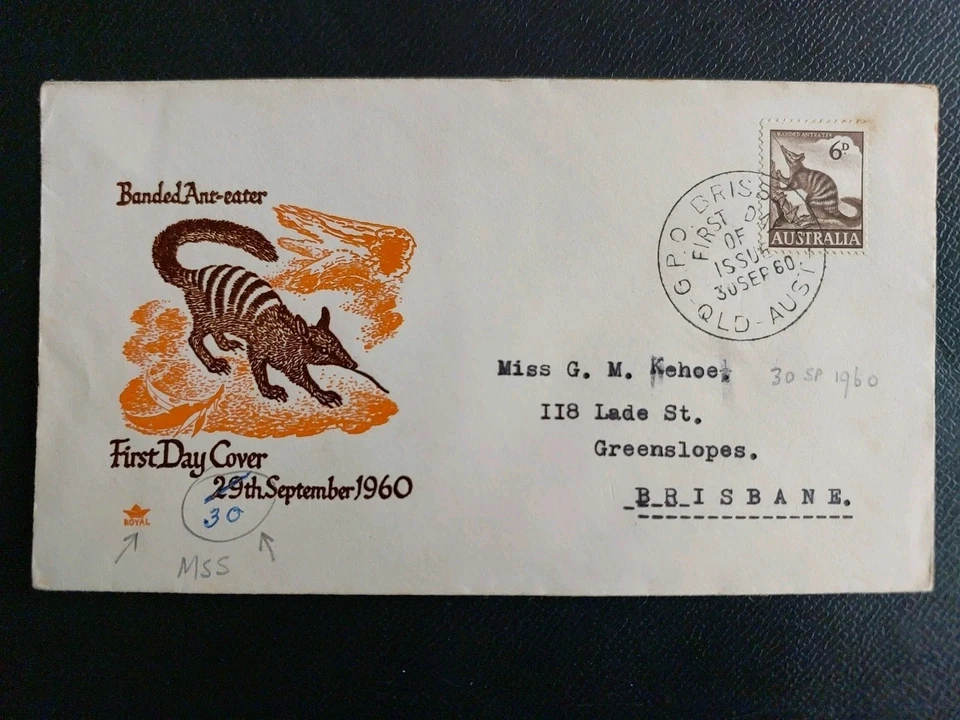 Banded Ant-eater
First Day Cover
29th September 1960
30
ROYAL
MSS
BANDED ANTEATER
6D
AUSTRALIA
G.P.O. BRISB
QLD-AUST
FIRST DA
OF
ISSUE
30SEP60
Miss G. M. Kehoe
30 SP 1960
118 Lade St.
Greenslopes.
BRISBANE.